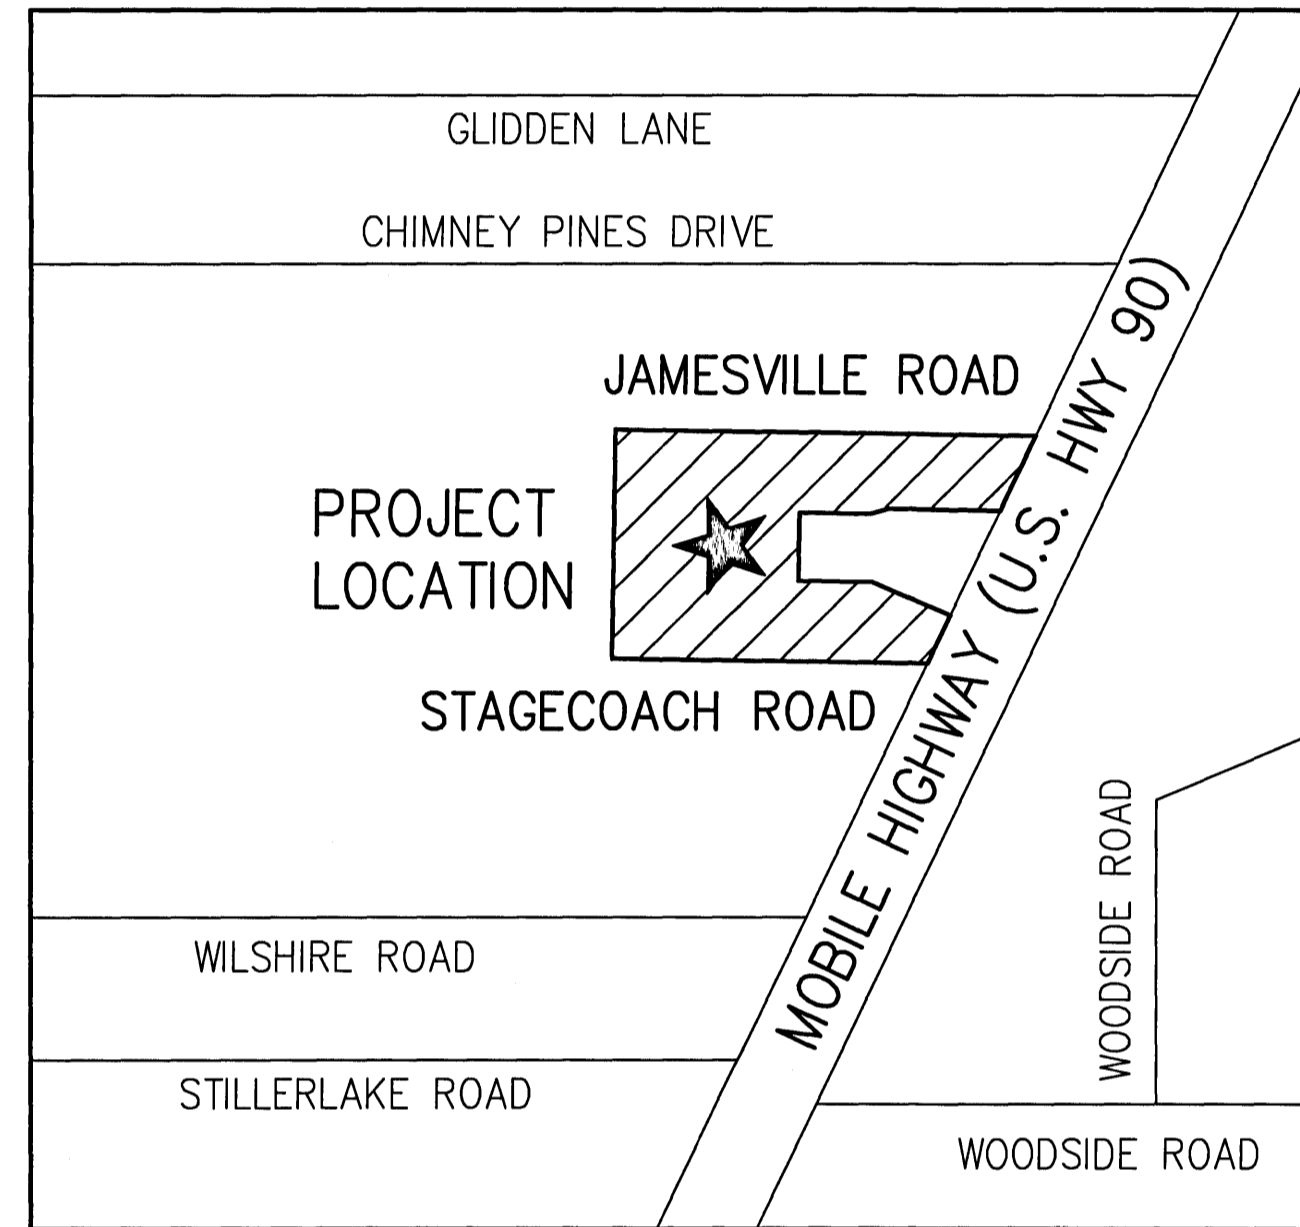 GLIDDEN LANE
CHIMNEY PINES DRIVE
JAMESVILLE ROAD
PROJECT
LOCATION
STAGECOACH ROAD
MOBILE HIGHWAY (U.S. HWY 90)
WOODSIDE ROAD
WILSHIRE ROAD
STILLERLAKE ROAD
WOODSIDE ROAD